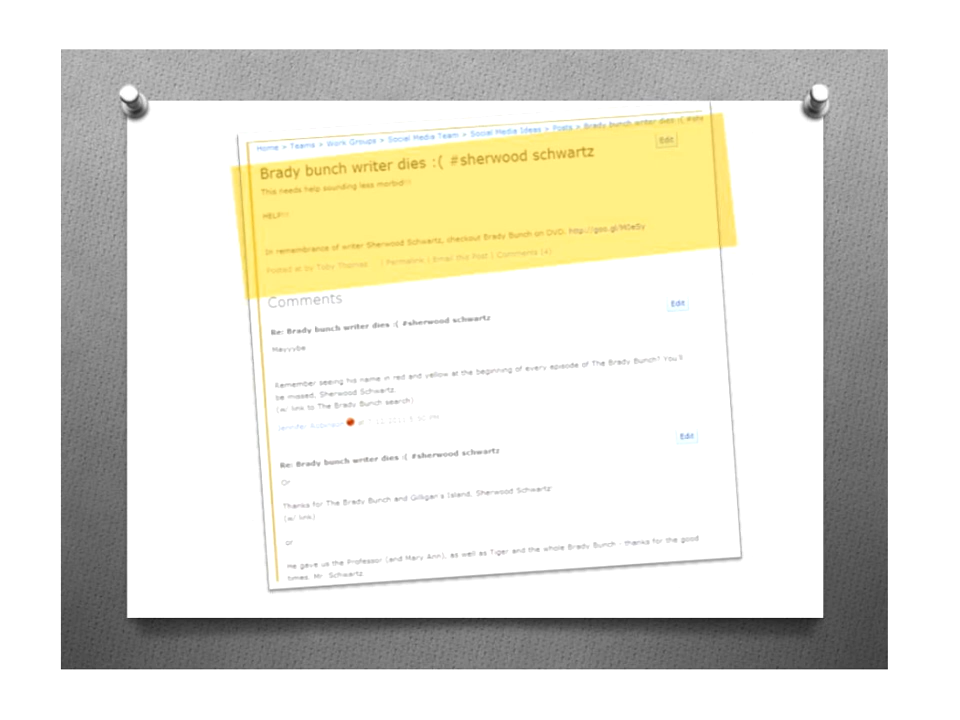 Home > Teams > Work Groups > Social Media Team > Social Media Ideas > Posts > Brady bunch writer dies :( #she
Edit
Brady bunch writer dies :( #sherwood schwartz
This needs help sounding less morbid!!!
HELP!!!
In remembrance of writer Sherwood Schwartz, checkout Brady Bunch on DVD.
Posted at by Toby Thomas | Permalink | Email this Post | Comments (4)
Comments
Edit
Re: Brady bunch writer dies :( #sherwood schwartz
Mayvybe
Remember seeing his name in red and yellow at the beginning of every episode of The Brady Bunch? You'll
be missed, Sherwood Schwartz.
(w/ link to The Brady Bunch search)
Jennifer at
Edit
Re: Brady bunch writer dies :( #sherwood schwartz
Or
Thanks for The Brady Bunch and Gilligan's Island, Sherwood Schwartz
(w/ link)
or
He gave us the Professor (and Mary Ann), as well as Tiger and the whole Brady Bunch - thanks for the good
times, Mr. Schwartz